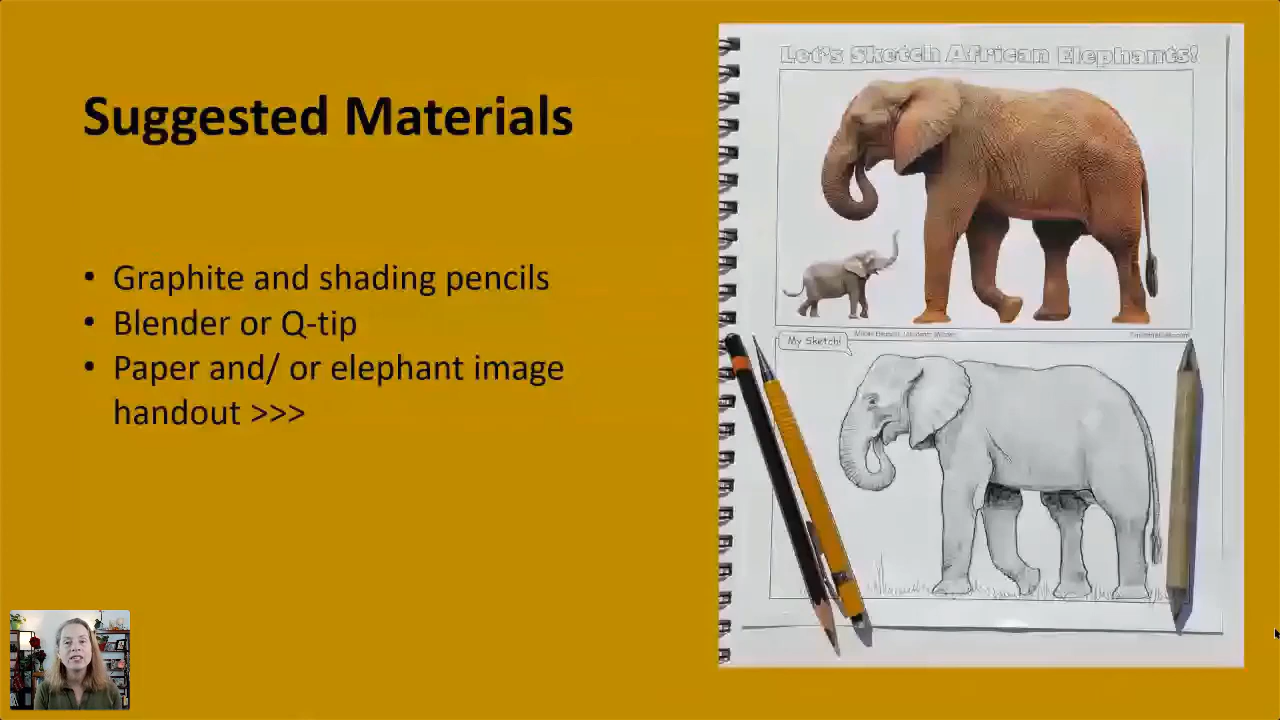 Suggested Materials
• Graphite and shading pencils
• Blender or Q-tip
• Paper and/ or elephant image
handout >>>
Let's Sketch African Elephants!
My Sketch!